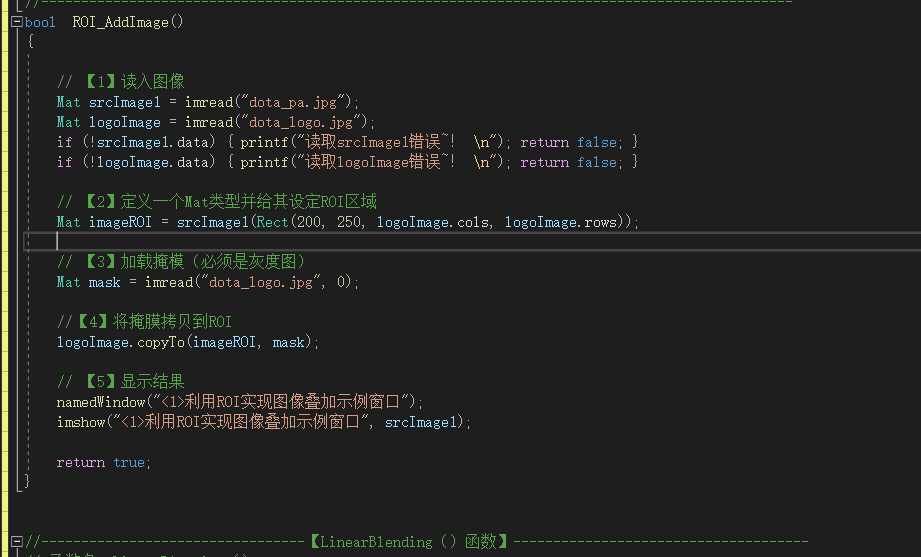 //----------------------------------------------------------------------------------------------
bool  ROI_AddImage()
{
// 【1】读入图像
Mat srcImage1 = imread("dota_pa.jpg");
Mat logoImage = imread("dota_logo.jpg");
if (!srcImage1.data) { printf("读取srcImage1错误~! \n"); return false; }
if (!logoImage.data) { printf("读取logoImage错误~! \n"); return false; }
// 【2】定义一个Mat类型并给其设定ROI区域
Mat imageROI = srcImage1(Rect(200, 250, logoImage.cols, logoImage.rows));
// 【3】加载掩模（必须是灰度图）
Mat mask = imread("dota_logo.jpg", 0);
//【4】将掩膜拷贝到ROI
logoImage.copyTo(imageROI, mask);
// 【5】显示结果
namedWindow("<1>利用ROI实现图像叠加示例窗口");
imshow("<1>利用ROI实现图像叠加示例窗口", srcImage1);
return true;
}
//---------------------------------【LinearBlending（）函数】-------------------------------------